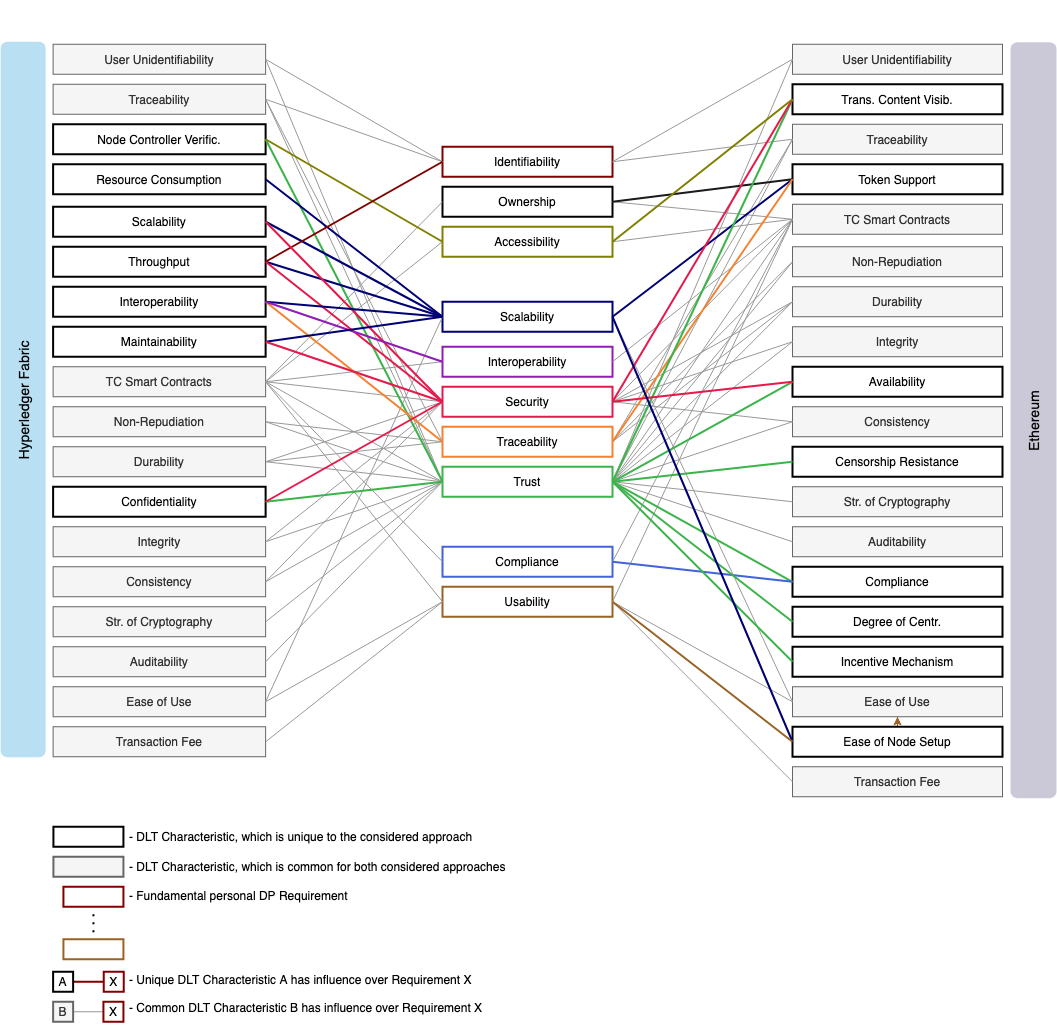 Hyperledger Fabric
User Unidentifiability
Traceability
Node Controller Verific.
Resource Consumption
Scalability
Throughput
Interoperability
Maintainability
TC Smart Contracts
Non-Repudiation
Durability
Confidentiality
Integrity
Consistency
Str. of Cryptography
Auditability
Ease of Use
Transaction Fee
Identifiability
Ownership
Accessibility
Scalability
Interoperability
Security
Traceability
Trust
Compliance
Usability
User Unidentifiability
Trans. Content Visib.
Traceability
Token Support
TC Smart Contracts
Non-Repudiation
Durability
Integrity
Availability
Consistency
Censorship Resistance
Str. of Cryptography
Auditability
Compliance
Degree of Centr.
Incentive Mechanism
Ease of Use
Ease of Node Setup
Transaction Fee
Ethereum
- DLT Characteristic, which is unique to the considered approach
- DLT Characteristic, which is common for both considered approaches
- Fundamental personal DP Requirement
A X - Unique DLT Characteristic A has influence over Requirement X
B X - Common DLT Characteristic B has influence over Requirement X